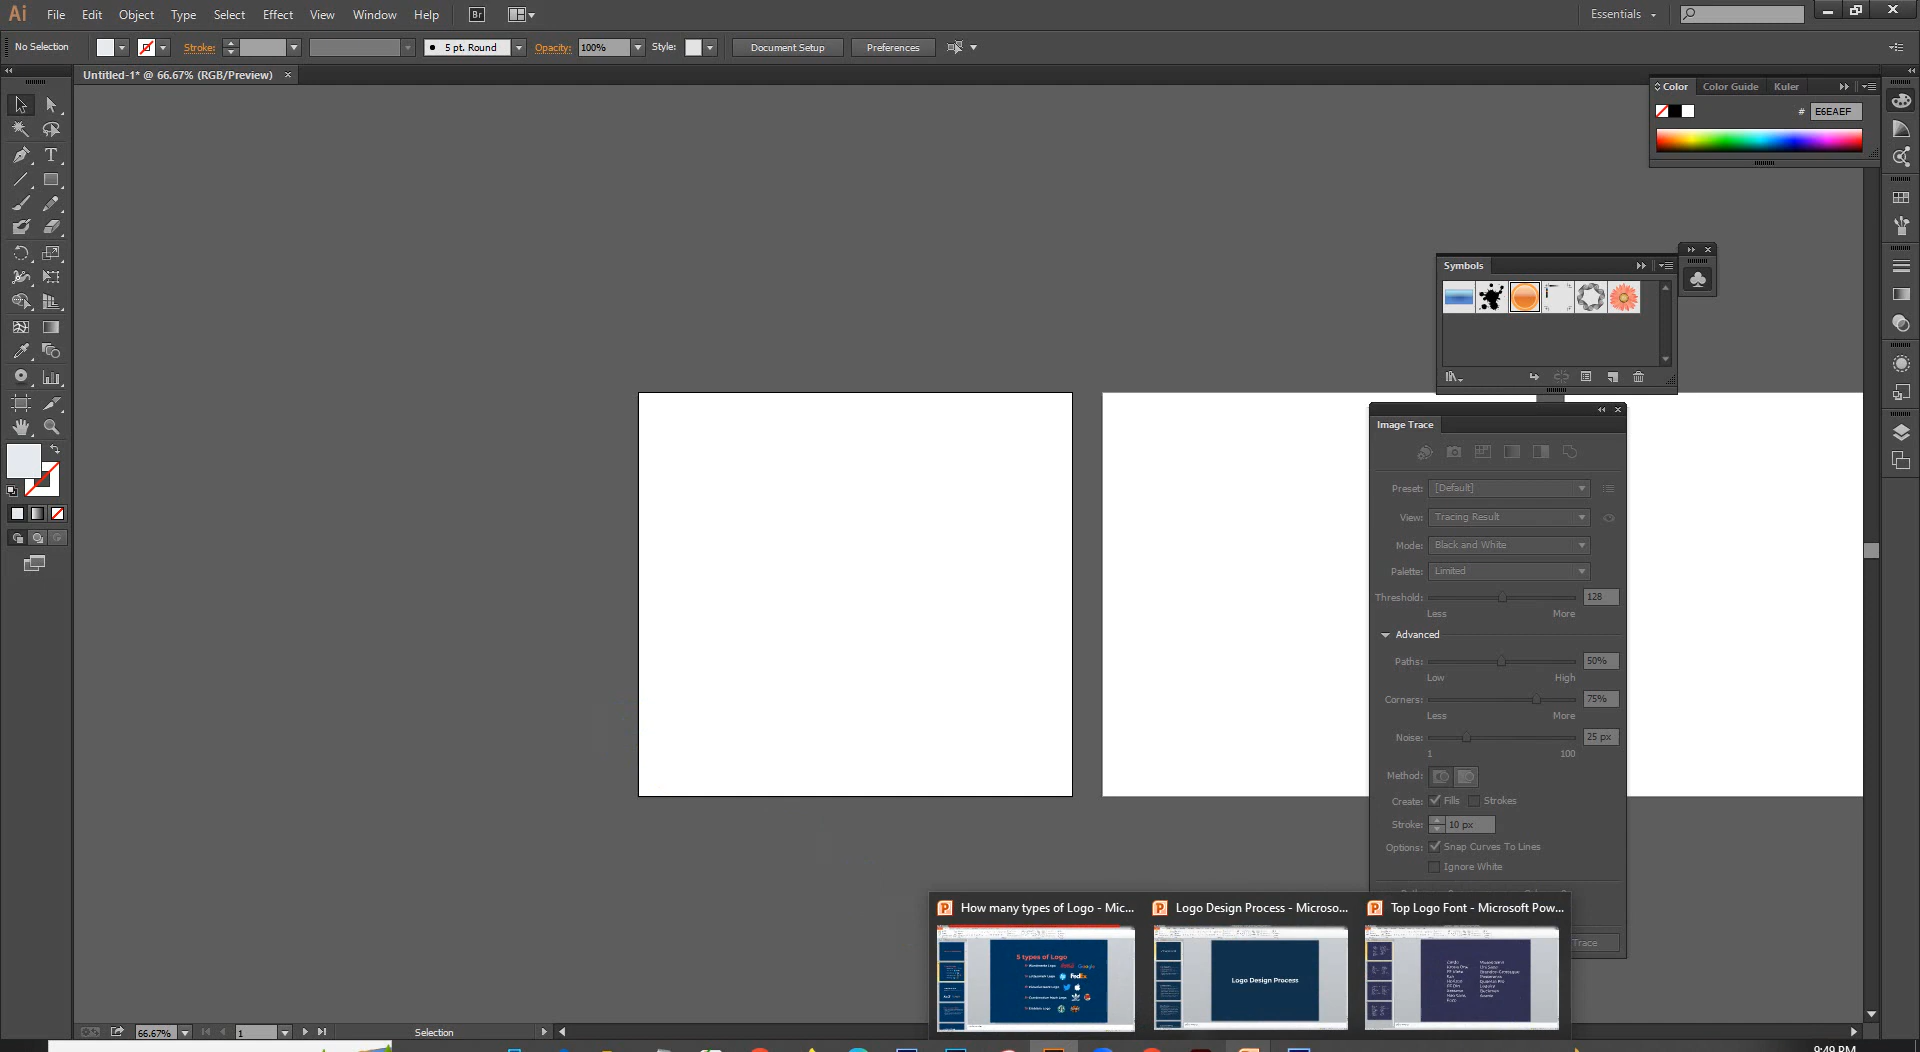 Ai File Edit Object Type Select Effect View Window Help Br Essentials
No Selection Stroke: 5 pt. Round Opacity: 100% Style: Document Setup Preferences
Untitled-1* @ 66.67% (RGB/Preview)
Color Color Guide Kuler
# E6EAEF
Symbols
Image Trace
Preset: [Default]
View: Tracing Result
Mode: Black and White
Palette: Limited
Threshold: 128
Less More
Advanced
Paths: 50%
Low High
Corners: 75%
Less More
Noise: 25 px
1 100
Method:
Create: Fills Strokes
Stroke: 10 px
Options: Snap Curves To Lines
Ignore White
Trace
How many types of Logo - Mic...
Logo Design Process - Microso...
Top Logo Font - Microsoft Pow...
5 types of Logo
Google
FedEx
Logo Design Process
66.67% 1 Selection
9:49 PM